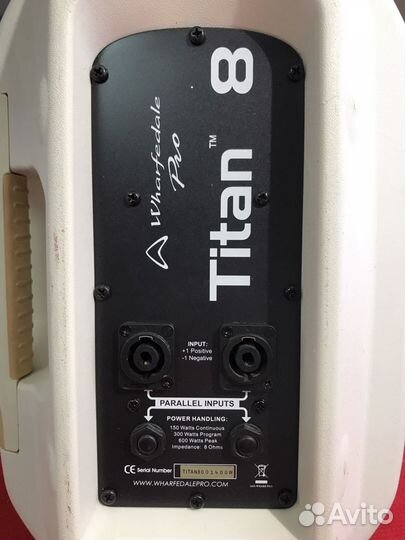 Wharfedale
Pro
Titan™ 8
INPUT:
+1 Positive
-1 Negative
PARALLEL INPUTS
POWER HANDLING:
150 Watts Continuous
300 Watts Program
600 Watts Peak
Impedance: 8 Ohms
CE Serial Number
WWW.WHARFEDALEPRO.COM
Avito